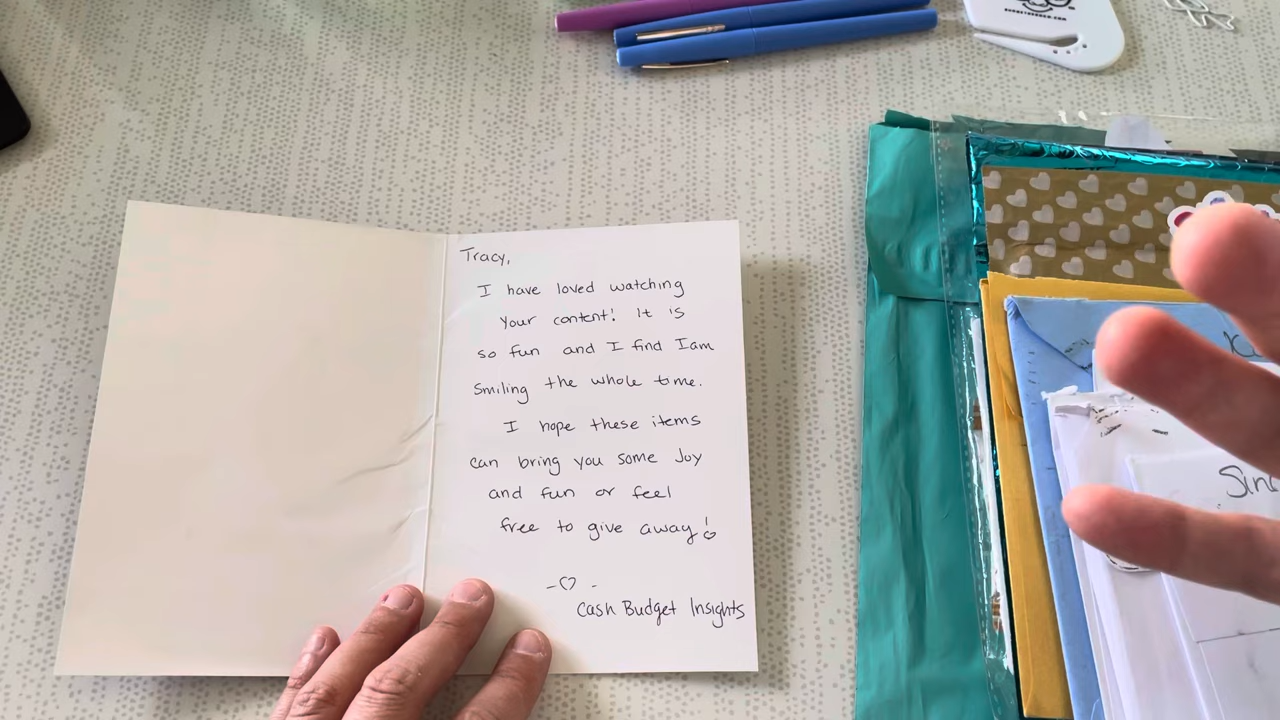 Tracy,
I have loved watching
your content! It is
so fun and I find I am
smiling the whole time.
I hope these items
can bring you some Joy
and fun or feel
free to give away!
-♡-
Cash Budget Insights